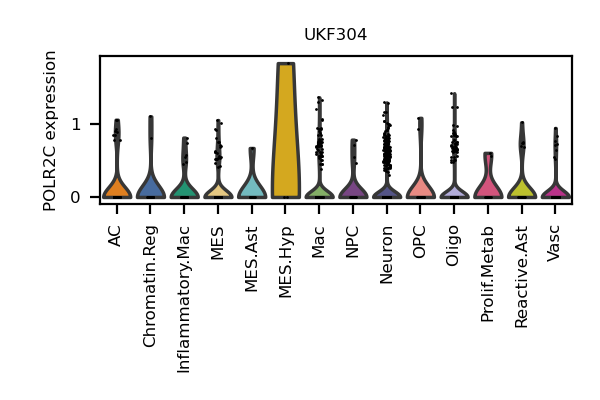 UKF304
POLR2C expression
1
0
AC
Chromatin.Reg
Inflammatory.Mac
MES
MES.Ast
MES.Hyp
Mac
NPC
Neuron
OPC
Oligo
Prolif.Metab
Reactive.Ast
Vasc